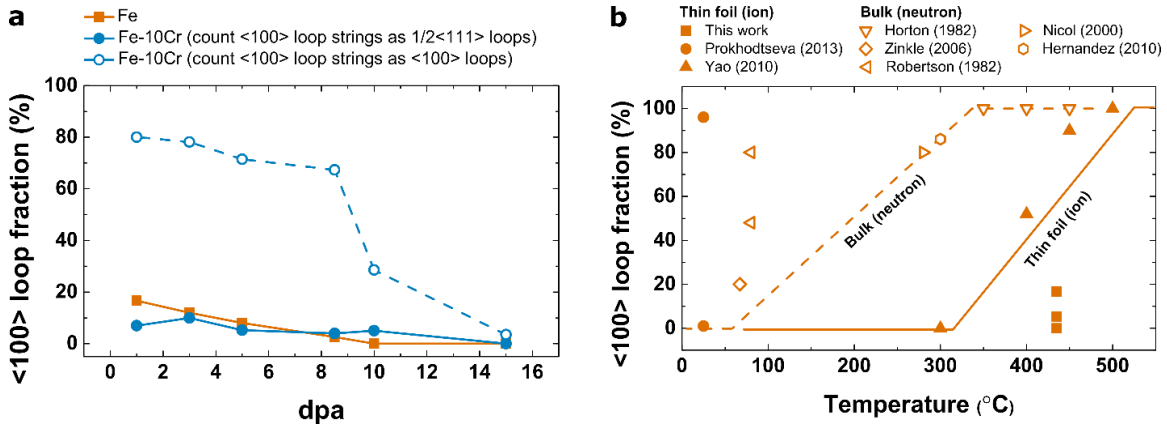 a
Fe
Fe-10Cr (count <100> loop strings as 1/2<111> loops)
Fe-10Cr (count <100> loop strings as <100> loops)
<100> loop fraction (%)
100
80
60
40
20
0
0 2 4 6 8 10 12 14 16
dpa
b
Thin foil (ion) Bulk (neutron)
This work Horton (1982) Nicol (2000)
Prokhodtseva (2013) Zinkle (2006) Hernandez (2010)
Yao (2010) Robertson (1982)
<100> loop fraction (%)
100
80
60
40
20
0
Bulk (neutron)
Thin foil (ion)
0 100 200 300 400 500
Temperature (°C)